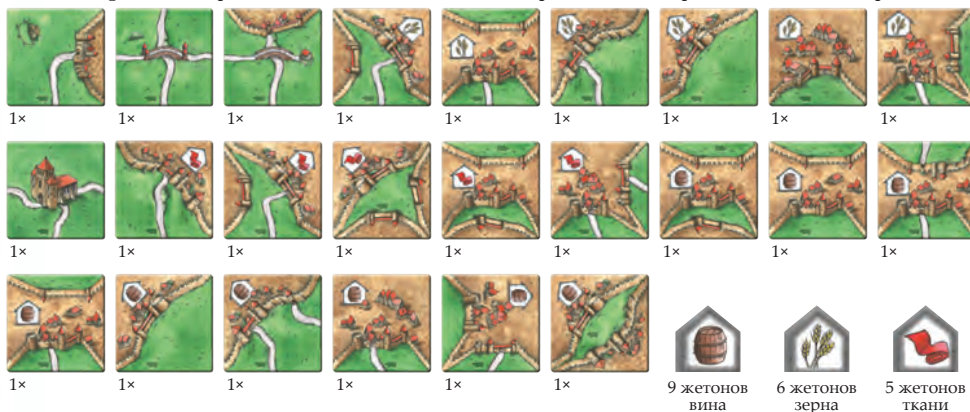 1× 1× 1× 1× 1× 1× 1× 1× 1×
1× 1× 1× 1× 1× 1× 1× 1× 1×
1× 1× 1× 1× 1× 1×
9 жетонов 6 жетонов 5 жетонов
вина зерна ткани